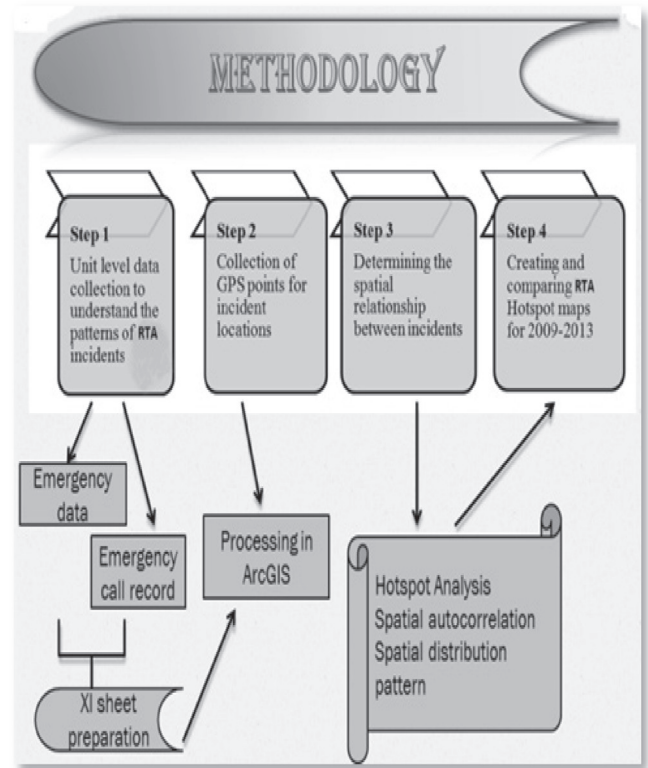 METHODOLOGY
Step 1
Unit level data
collection to
understand the
patterns of RTA
incidents
Step 2
Collection of
GPS points for
incident
locations
Step 3
Determining the
spatial
relationship
between incidents
Step 4
Creating and
comparing RTA
Hotspot maps
for 2009-2013
Emergency
data
Emergency
call record
Xl sheet
preparation
Processing in
ArcGIS
Hotspot Analysis
Spatial autocorrelation
Spatial distribution
pattern